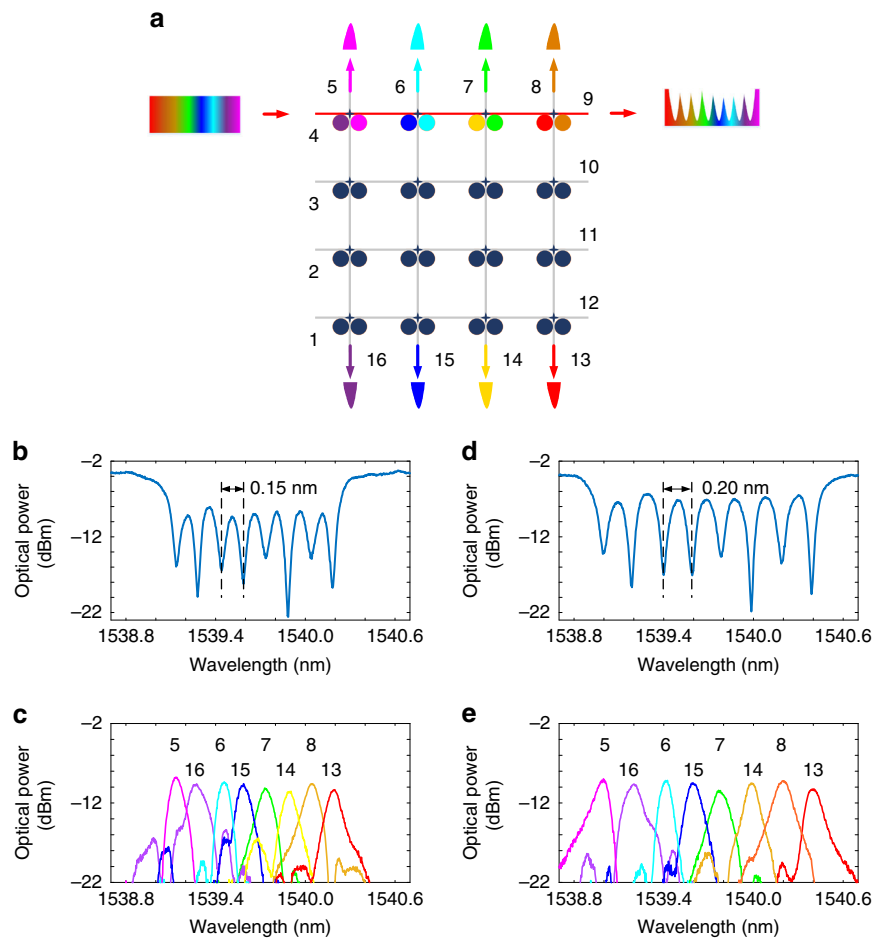 a
5 6 7 8
9
4
10
3
11
2
12
1
16 15 14 13
b
−2
−12
−22
Optical power
(dBm)
0.15 nm
1538.8 1539.4 1540.0 1540.6
Wavelength (nm)
d
−2
−12
−22
Optical power
(dBm)
0.20 nm
1538.8 1539.4 1540.0 1540.6
Wavelength (nm)
c
−2
−12
−22
Optical power
(dBm)
5 6 7 8
16 15 14 13
1538.8 1539.4 1540.0 1540.6
Wavelength (nm)
e
−2
−12
−22
Optical power
(dBm)
5 6 7 8
16 15 14 13
1538.8 1539.4 1540.0 1540.6
Wavelength (nm)